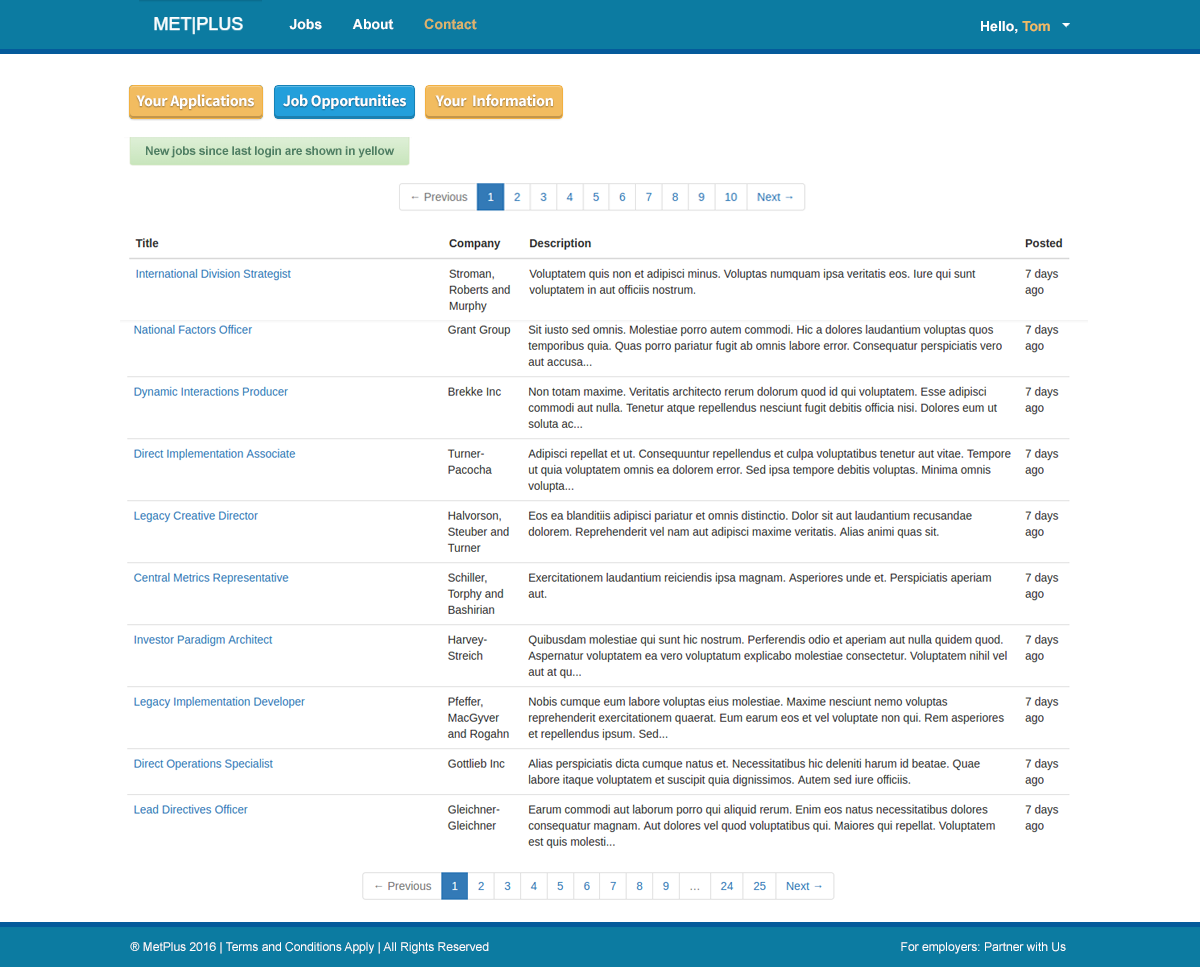 MET|PLUS Jobs About Contact Hello, Tom
Your Applications Job Opportunities Your Information
New jobs since last login are shown in yellow
← Previous 1 2 3 4 5 6 7 8 9 10 Next →
Title Company Description Posted
International Division Strategist Stroman, Voluptatem quis non et adipisci minus. Voluptas numquam ipsa veritatis eos. Iure qui sunt 7 days
Roberts and voluptatem in aut officiis nostrum. ago
Murphy
National Factors Officer Grant Group Sit iusto sed omnis. Molestiae porro autem commodi. Hic a dolores laudantium voluptas quos 7 days
temporibus quia. Quas porro pariatur fugit ab omnis labore error. Consequatur perspiciatis vero ago
aut accusa...
Dynamic Interactions Producer Brekke Inc Non totam maxime. Veritatis architecto rerum dolorum quod id qui voluptatem. Esse adipisci 7 days
commodi aut nulla. Tenetur atque repellendus nesciunt fugit debitis officia nisi. Dolores eum ut ago
soluta ac...
Direct Implementation Associate Turner- Adipisci repellat et ut. Consequuntur repellendus et culpa voluptatibus tenetur aut vitae. Tempore 7 days
Pacocha ut quia voluptatem omnis ea dolorem error. Sed ipsa tempore debitis voluptas. Minima omnis ago
volupta...
Legacy Creative Director Halvorson, Eos ea blanditiis adipisci pariatur et omnis distinctio. Dolor sit aut laudantium recusandae 7 days
Steuber and dolorem. Reprehenderit vel nam aut adipisci maxime veritatis. Alias animi quas sit. ago
Turner
Central Metrics Representative Schiller, Exercitationem laudantium reiciendis ipsa magnam. Asperiores unde et. Perspiciatis aperiam 7 days
Torphy and aut. ago
Bashirian
Investor Paradigm Architect Harvey- Quibusdam molestiae qui sunt hic nostrum. Perferendis odio et aperiam aut nulla quidem quod. 7 days
Streich Aspernatur voluptatem ea vero voluptatum explicabo molestiae consectetur. Voluptatem nihil vel ago
aut at qu...
Legacy Implementation Developer Pfeffer, Nobis cumque eum labore voluptas eius molestiae. Maxime nesciunt nemo voluptas 7 days
MacGyver reprehenderit exercitationem quaerat. Eum earum eos et vel voluptate non qui. Rem asperiores ago
and Rogahn et repellendus ipsum. Sed...
Direct Operations Specialist Gottlieb Inc Alias perspiciatis dicta cumque natus et. Necessitatibus hic deleniti harum id beatae. Quae 7 days
labore itaque voluptatem et suscipit quia dignissimos. Autem sed iure officiis. ago
Lead Directives Officer Gleichner- Earum commodi aut laborum porro qui aliquid rerum. Enim eos natus necessitatibus dolores 7 days
Gleichner consequatur magnam. Aut dolores vel quod voluptatibus qui. Maiores qui repellat. Voluptatem ago
est quis molesti...
← Previous 1 2 3 4 5 6 7 8 9 … 24 25 Next →
® MetPlus 2016 | Terms and Conditions Apply | All Rights Reserved For employers: Partner with Us